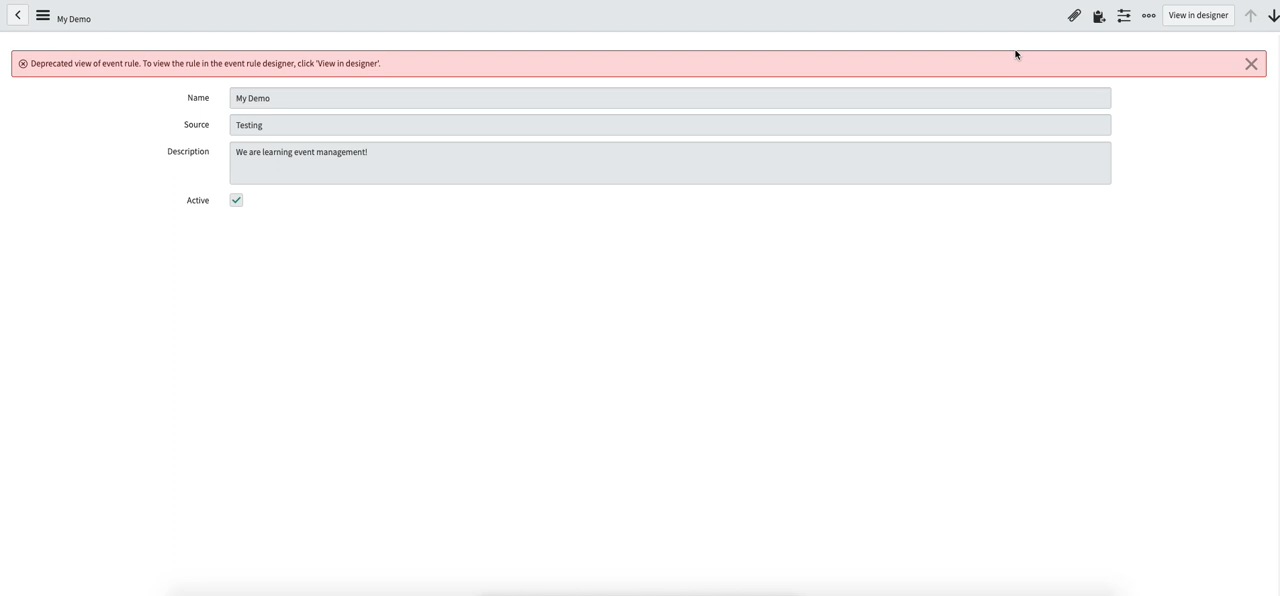 My Demo
View in designer
Deprecated view of event rule. To view the rule in the event rule designer, click 'View in designer'.
Name
My Demo
Source
Testing
Description
We are learning event management!
Active